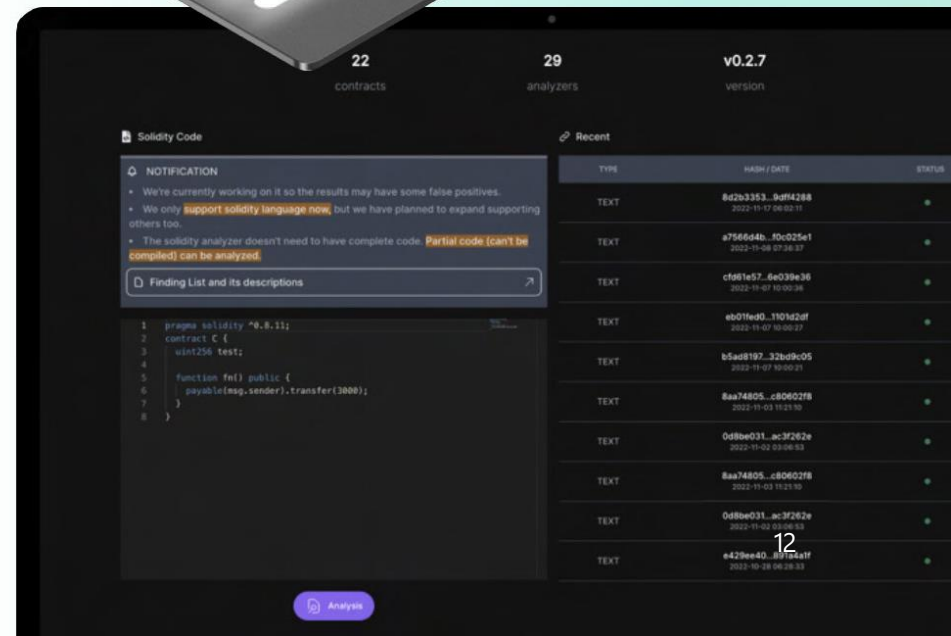 22
contracts
29
analyzers
v0.2.7
version
Solidity Code
NOTIFICATION
• We're currently working on it so the results may have some false positives.
• We only support solidity language now, but we have planned to expand supporting
others too.
• The solidity analyzer doesn't need to have complete code. Partial code (can't be
compiled) can be analyzed.
Finding List and its descriptions
1 pragma solidity ^0.8.11;
2 contract C {
3 uint256 test;
4
5 function fn() public {
6 payable(msg.sender).transfer(3000);
7 }
8 }
Analysis
Recent
TYPE HASH / DATE STATUS
TEXT 8d2b3353...9dff4288
2022-11-17 06:02:11
TEXT a7566d4b...f0c025e1
2022-11-08 07:36:37
TEXT cfd61e57...6e039e36
2022-11-07 10:00:36
TEXT eb01fed0...1101d2df
2022-11-07 10:00:27
TEXT b5ad8197...32bd9c05
2022-11-07 10:00:21
TEXT 8aa74805...c80602f8
2022-11-03 11:21:10
TEXT 0d8be031...ac3f262e
2022-11-02 03:06:53
TEXT 8aa74805...c80602f8
2022-11-03 11:21:10
TEXT 0d8be031...ac3f262e
2022-11-02 03:06:53
12
TEXT e429ee40...891a4a1f
2022-10-28 06:28:33